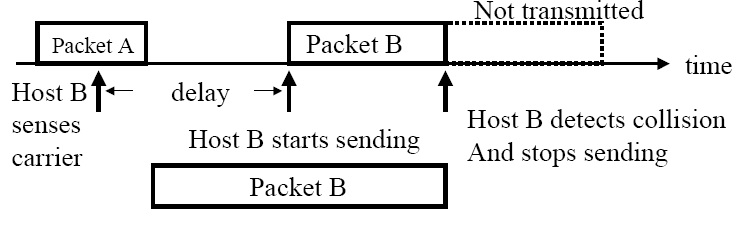 Not transmitted
Packet A
Packet B
time
Host B
senses
carrier
delay
Host B starts sending
Host B detects collision
And stops sending
Packet B